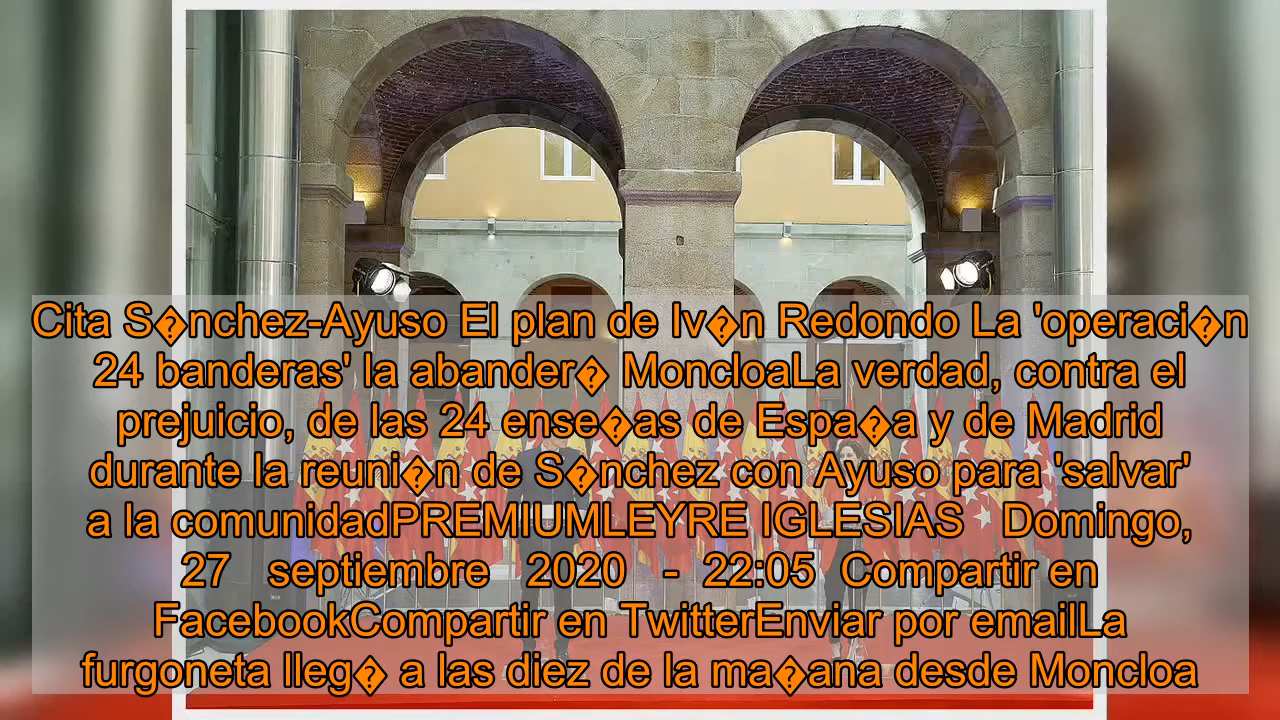 Cita S�nchez-Ayuso El plan de Iv�n Redondo La 'operaci�n
24 banderas' la abander� MoncloaLa verdad, contra el
prejuicio, de las 24 ense�as de Espa�a y de Madrid
durante la reuni�n de S�nchez con Ayuso para 'salvar'
a la comunidadPREMIUMLEYRE IGLESIAS Domingo,
27 septiembre 2020 - 22:05 Compartir en
FacebookCompartir en TwitterEnviar por emailLa
furgoneta lleg� a las diez de la ma�ana desde Moncloa